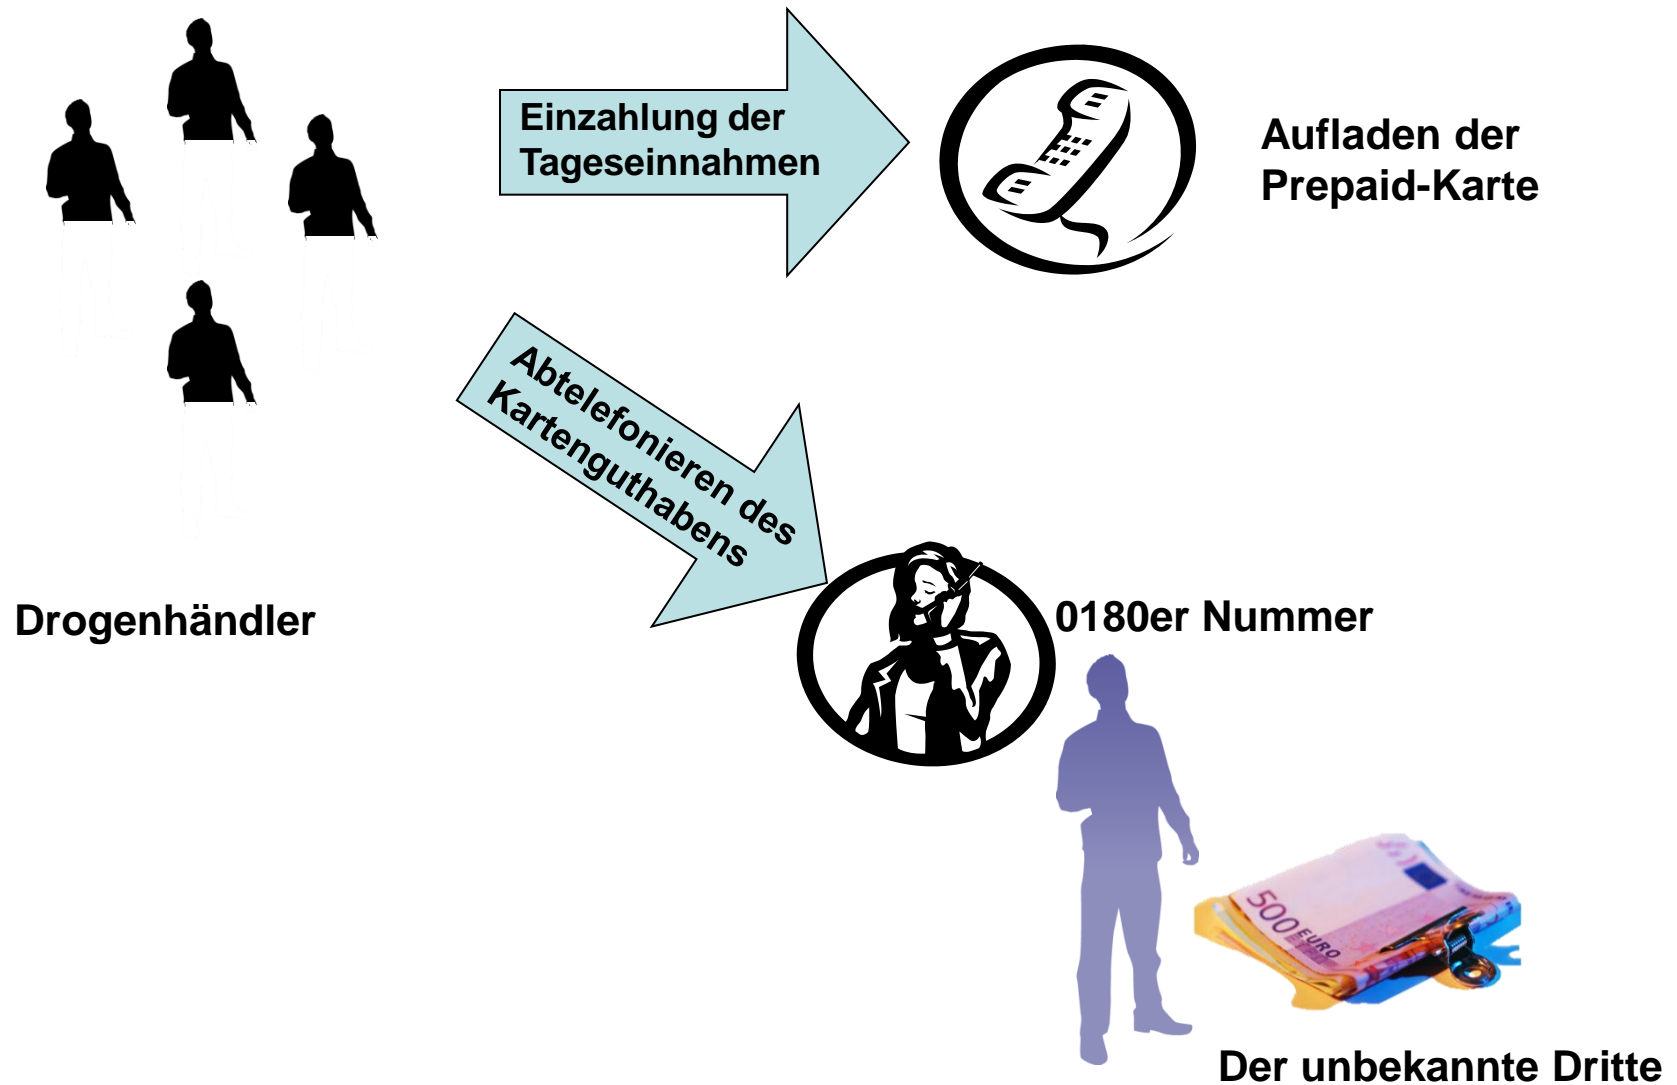 Einzahlung der
Tageseinnahmen
Aufladen der
Prepaid-Karte
Abtelefonieren des
Kartenguthabens
Drogenhändler
0180er Nummer
500 EURO
Der unbekannte Dritte